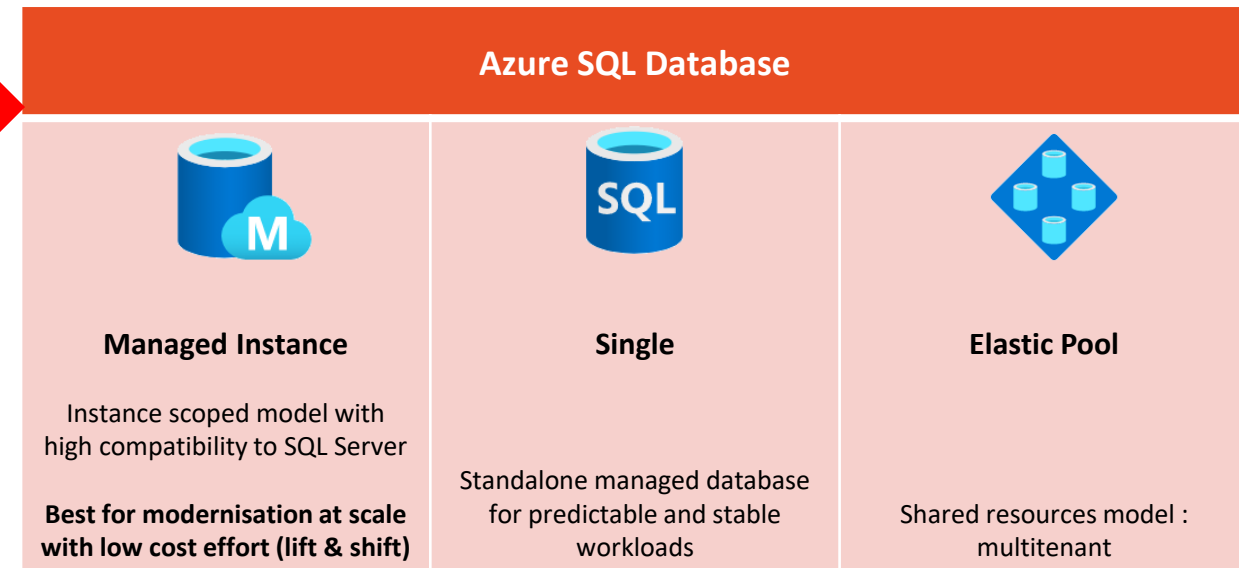 Azure SQL Database
M
SQL
Managed Instance
Instance scoped model with
high compatibility to SQL Server
Best for modernisation at scale
with low cost effort (lift & shift)
Single
Standalone managed database
for predictable and stable
workloads
Elastic Pool
Shared resources model :
multitenant